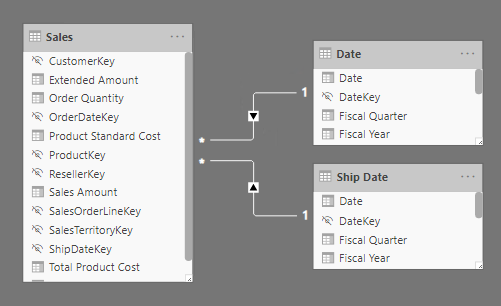 Sales
CustomerKey
Extended Amount
Order Quantity
OrderDateKey
Product Standard Cost
ProductKey
ResellerKey
Sales Amount
SalesOrderLineKey
SalesTerritoryKey
ShipDateKey
Total Product Cost
*
*
1
1
Date
Date
DateKey
Fiscal Quarter
Fiscal Year
Ship Date
Date
DateKey
Fiscal Quarter
Fiscal Year